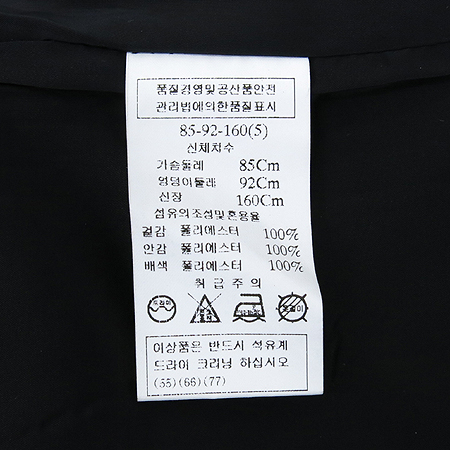 품질경영및공산품안전
관리법에의한품질표시
85-92-160(5)
신체치수
가슴둘레 85Cm
엉덩이둘레 92Cm
신장 160Cm
섬유의조성및혼용율
겉감 폴리에스터 100%
안감 폴리에스터 100%
배색 폴리에스터 100%
취급주의
드라이
이상품은 반드시 석유계
드라이 크리닝 하십시오
(55)(66)(77)